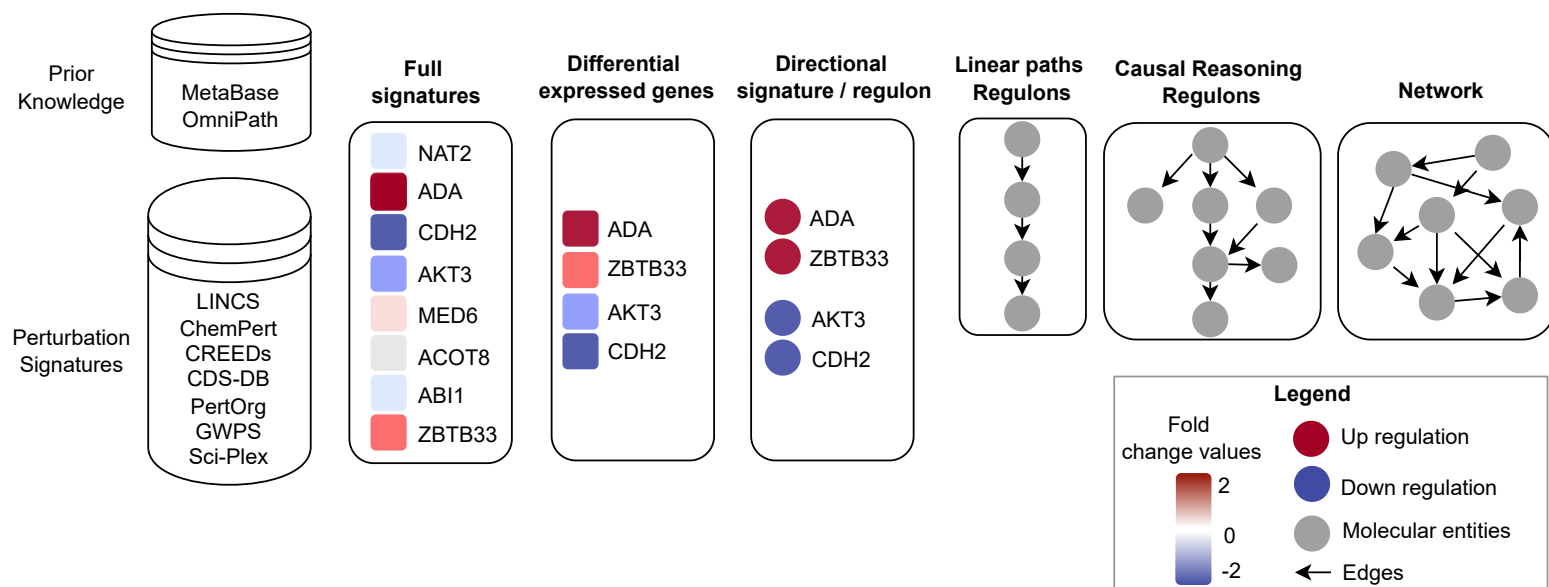 Prior
Knowledge
MetaBase
OmniPath
Perturbation
Signatures
LINCS
ChemPert
CREEDs
CDS-DB
PertOrg
GWPS
Sci-Plex
Full
signatures
NAT2
ADA
CDH2
AKT3
MED6
ACOT8
ABI1
ZBTB33
Differential
expressed genes
ADA
ZBTB33
AKT3
CDH2
Directional
signature / regulon
ADA
ZBTB33
AKT3
CDH2
Linear paths
Regulons
Causal Reasoning
Regulons
Network
Legend
Fold
change values
2
0
-2
Up regulation
Down regulation
Molecular entities
Edges